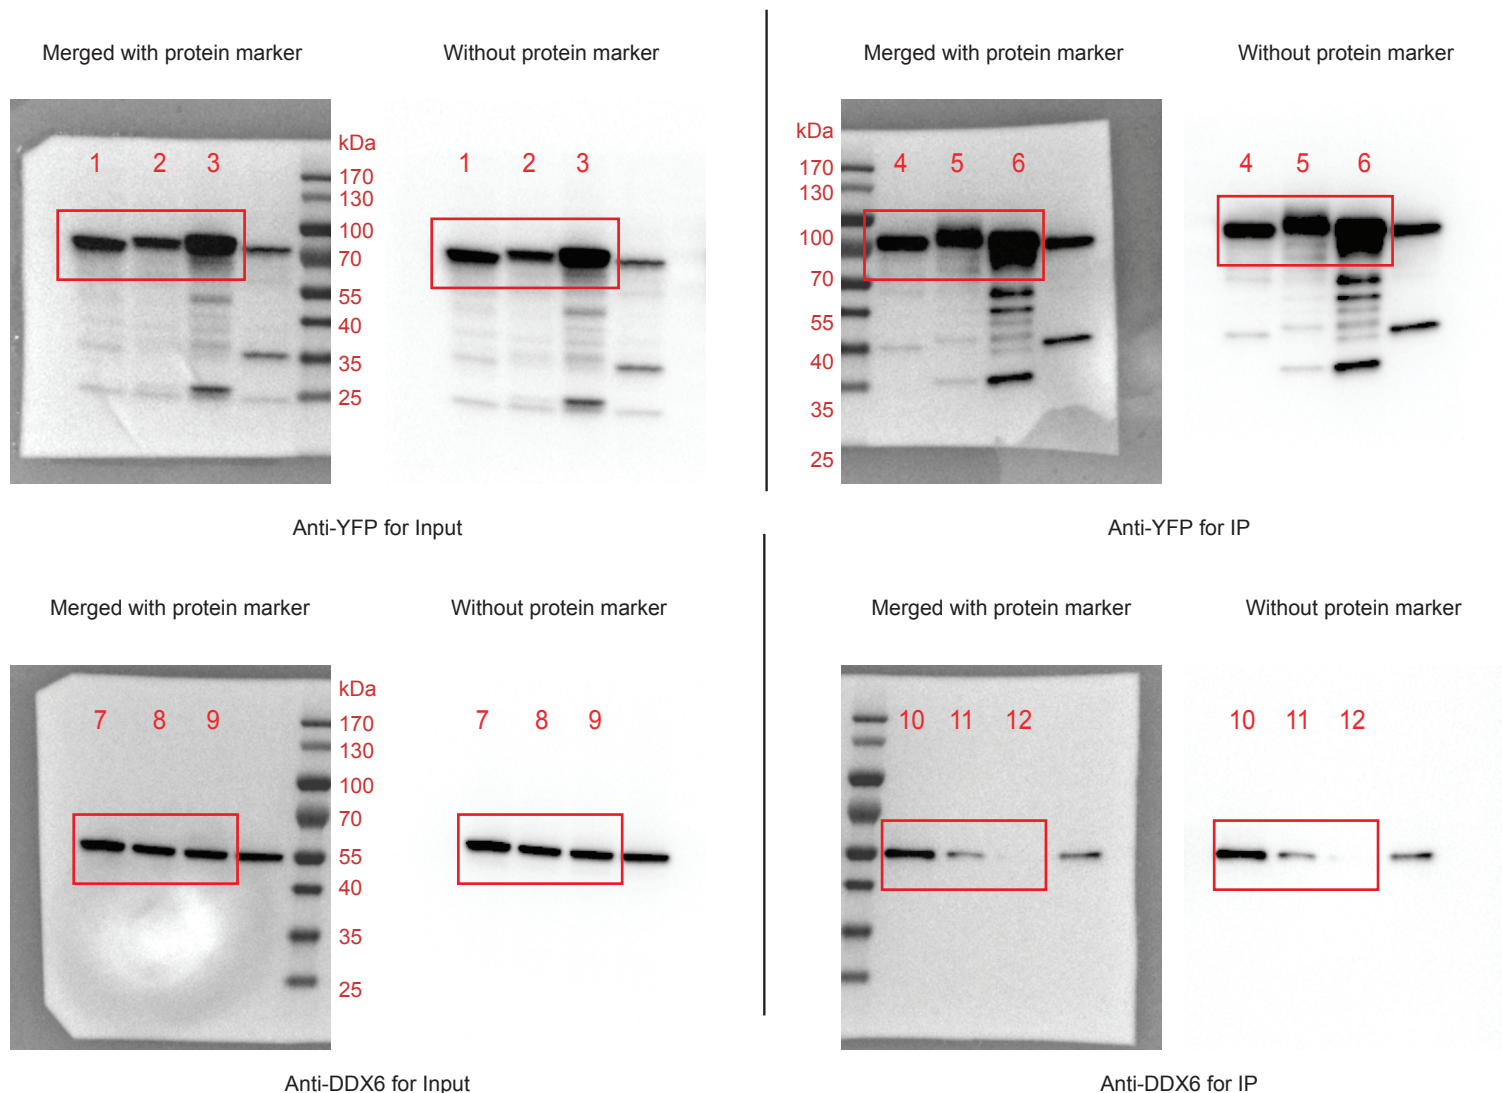 Merged with protein marker
Without protein marker
kDa
1 2 3
170
130
100
70
55
40
35
25
1 2 3
Anti-YFP for Input
Merged with protein marker
Without protein marker
kDa
170
130
100
70
55
40
35
25
4 5 6
4 5 6
Anti-YFP for IP
Merged with protein marker
Without protein marker
7 8 9
kDa
170
130
100
70
55
40
35
25
7 8 9
Anti-DDX6 for Input
Merged with protein marker
Without protein marker
10 11 12
10 11 12
Anti-DDX6 for IP